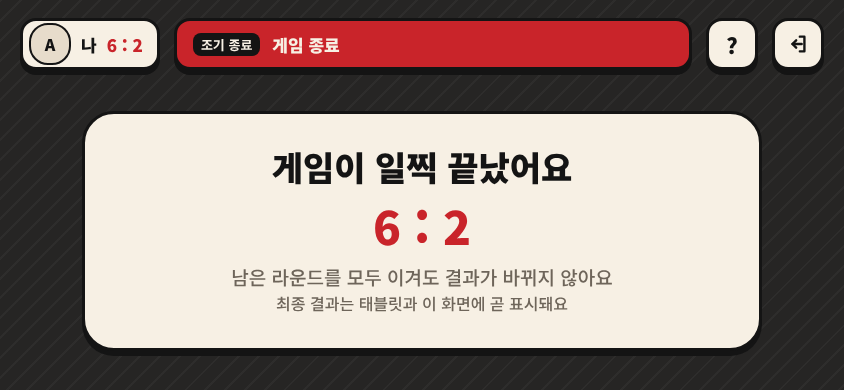 A 나 6 : 2 조기 종료 게임 종료 ?
게임이 일찍 끝났어요
6 : 2
남은 라운드를 모두 이겨도 결과가 바뀌지 않아요
최종 결과는 태블릿과 이 화면에 곧 표시돼요